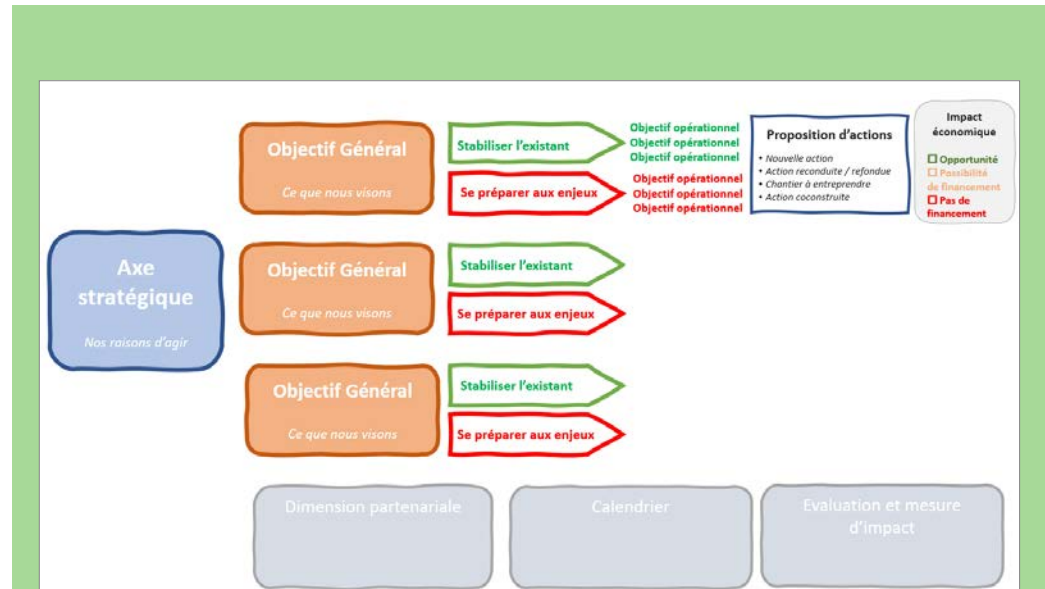 Objectif Général
Ce que nous visons
Stabiliser l'existant
Se préparer aux enjeux
Objectif opérationnel
Objectif opérationnel
Objectif opérationnel
Objectif opérationnel
Objectif opérationnel
Objectif opérationnel
Proposition d'actions
• Nouvelle action
• Action reconduite / refondue
• Chantier à entreprendre
• Action coconstruite
Impact
économique
☐ Opportunité
☐ Possibilité
de financement
☐ Pas de
financement
Axe
stratégique
Nos raisons d'agir
Objectif Général
Ce que nous visons
Stabiliser l'existant
Se préparer aux enjeux
Objectif Général
Ce que nous visons
Stabiliser l'existant
Se préparer aux enjeux
Dimension partenariale
Calendrier
Evaluation et mesure
d'impact